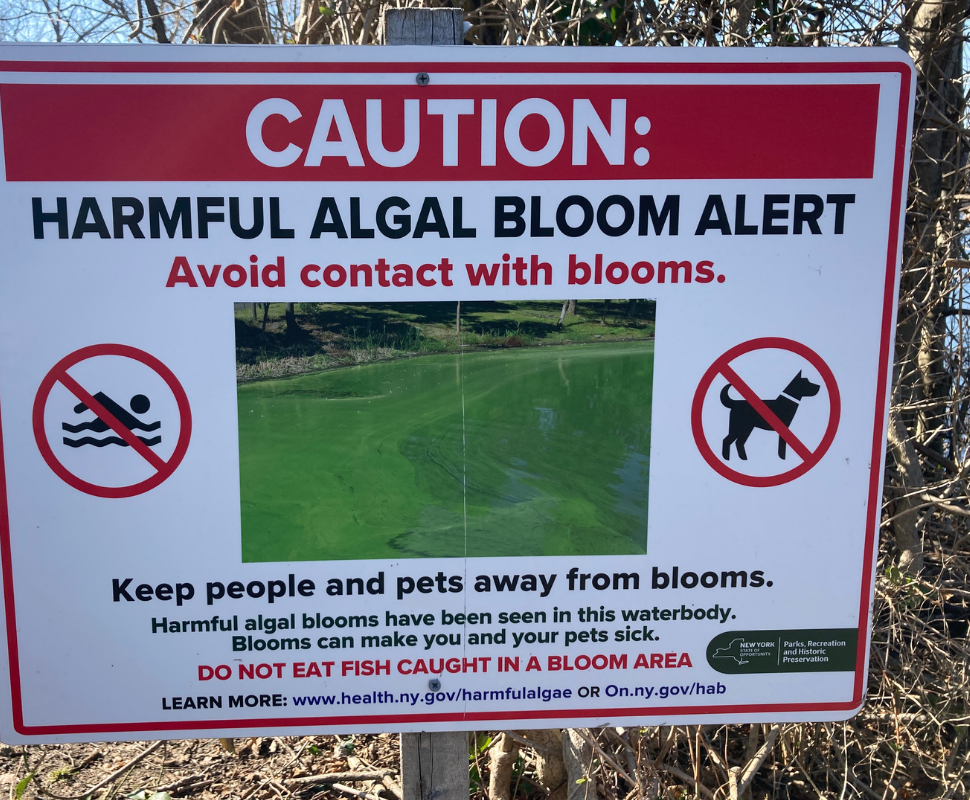 CAUTION:
HARMFUL ALGAL BLOOM ALERT
Avoid contact with blooms.
Keep people and pets away from blooms.
Harmful algal blooms have been seen in this waterbody.
Blooms can make you and your pets sick.
NEW YORK
STATE OF
OPPORTUNITY
Parks, Recreation
and Historic
Preservation
DO NOT EAT FISH CAUGHT IN A BLOOM AREA
LEARN MORE: www.health.ny.gov/harmfulalgae OR On.ny.gov/hab